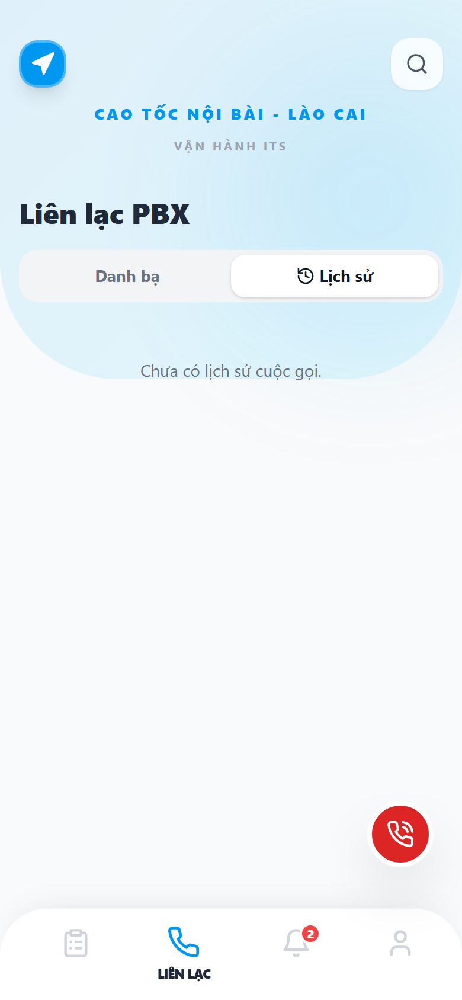 CAO TỐC NỘI BÀI - LÀO CAI
VẬN HÀNH ITS
Liên lạc PBX
Danh bạ
Lịch sử
Chưa có lịch sử cuộc gọi.
2
LIÊN LẠC